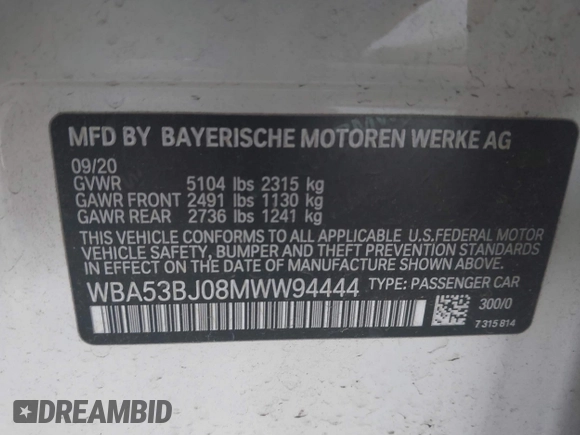 MFD BY BAYERISCHE MOTOREN WERKE AG
09/20
GVWR 5104 lbs 2315 kg
GAWR FRONT 2491 lbs 1130 kg
GAWR REAR 2736 lbs 1241 kg
THIS VEHICLE CONFORMS TO ALL APPLICABLE U.S.FEDERAL MOTOR
VEHICLE SAFETY, BUMPER AND THEFT PREVENTION STANDARDS
IN EFFECT ON THE DATE OF MANUFACTURE SHOWN ABOVE.
WBA53BJ08MWW94444 TYPE: PASSENGER CAR
300/0
7 315 814
DREAMBID